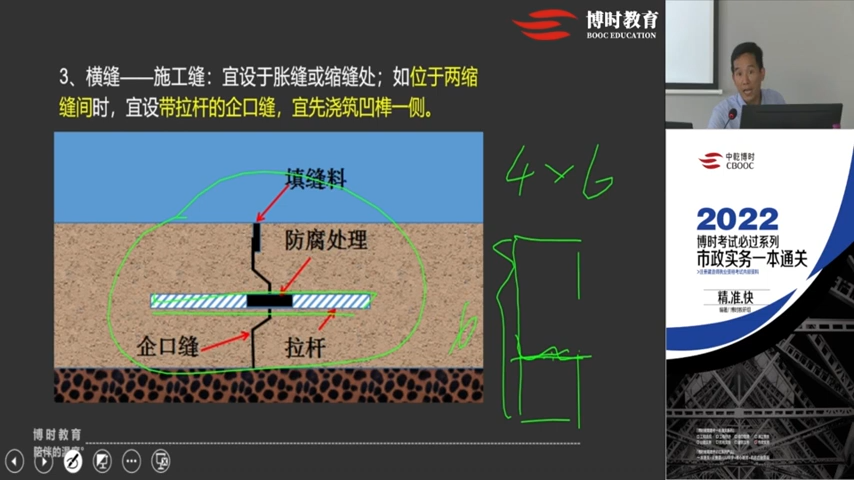 博时教育
BOOC EDUCATION
3、横缝——施工缝：宜设于胀缝或缩缝处；如位于两缩
缝间时，宜设带拉杆的企口缝，宜先浇筑凹榫一侧。
填缝料
防腐处理
企口缝
拉杆
4×6
6
博时教育
中乾博时
CBOOC
2022
博时考试必过系列
市政实务一本通关
精.准.快